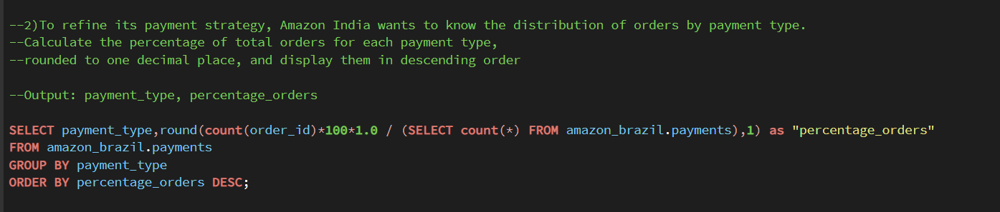 --2)To refine its payment strategy, Amazon India wants to know the distribution of orders by payment type.
--Calculate the percentage of total orders for each payment type,
--rounded to one decimal place, and display them in descending order
--Output: payment_type, percentage_orders
SELECT payment_type,round(count(order_id)*100*1.0 / (SELECT count(*) FROM amazon_brazil.payments),1) as "percentage_orders"
FROM amazon_brazil.payments
GROUP BY payment_type
ORDER BY percentage_orders DESC;